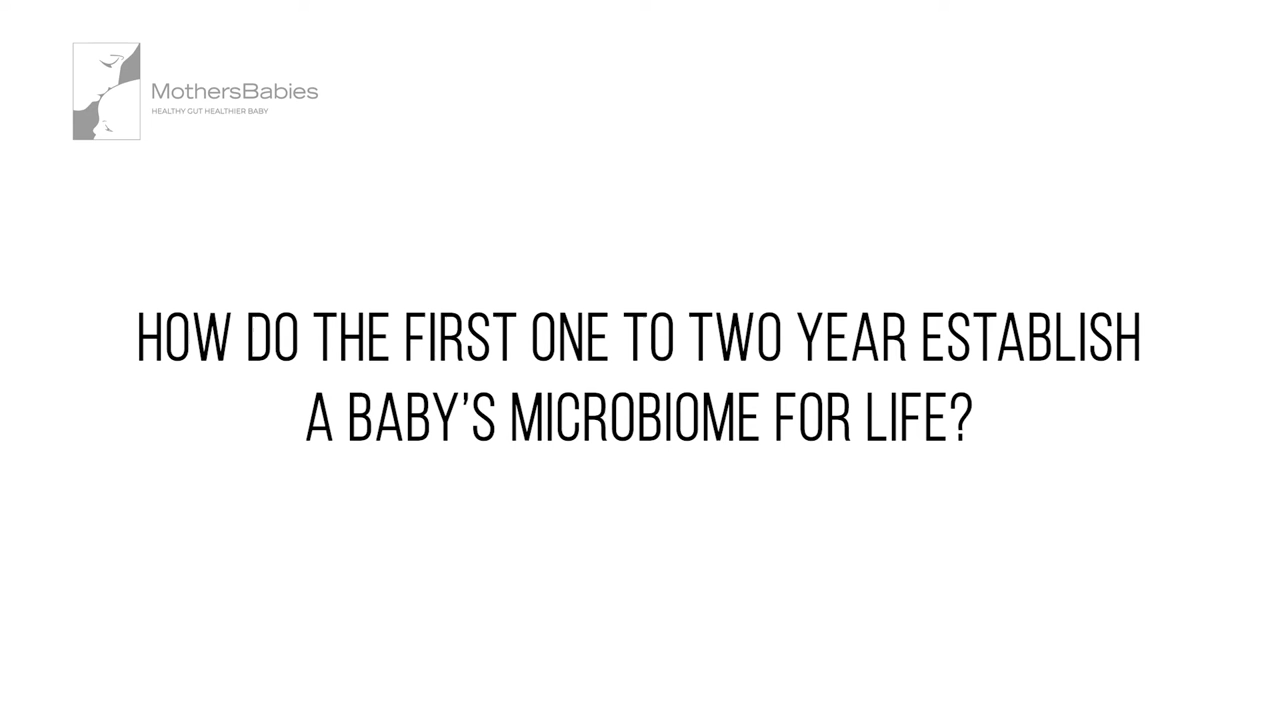 MothersBabies
HEALTHY GUT HEALTHIER BABY
HOW DO THE FIRST ONE TO TWO YEAR ESTABLISH
A BABY'S MICROBIOME FOR LIFE?